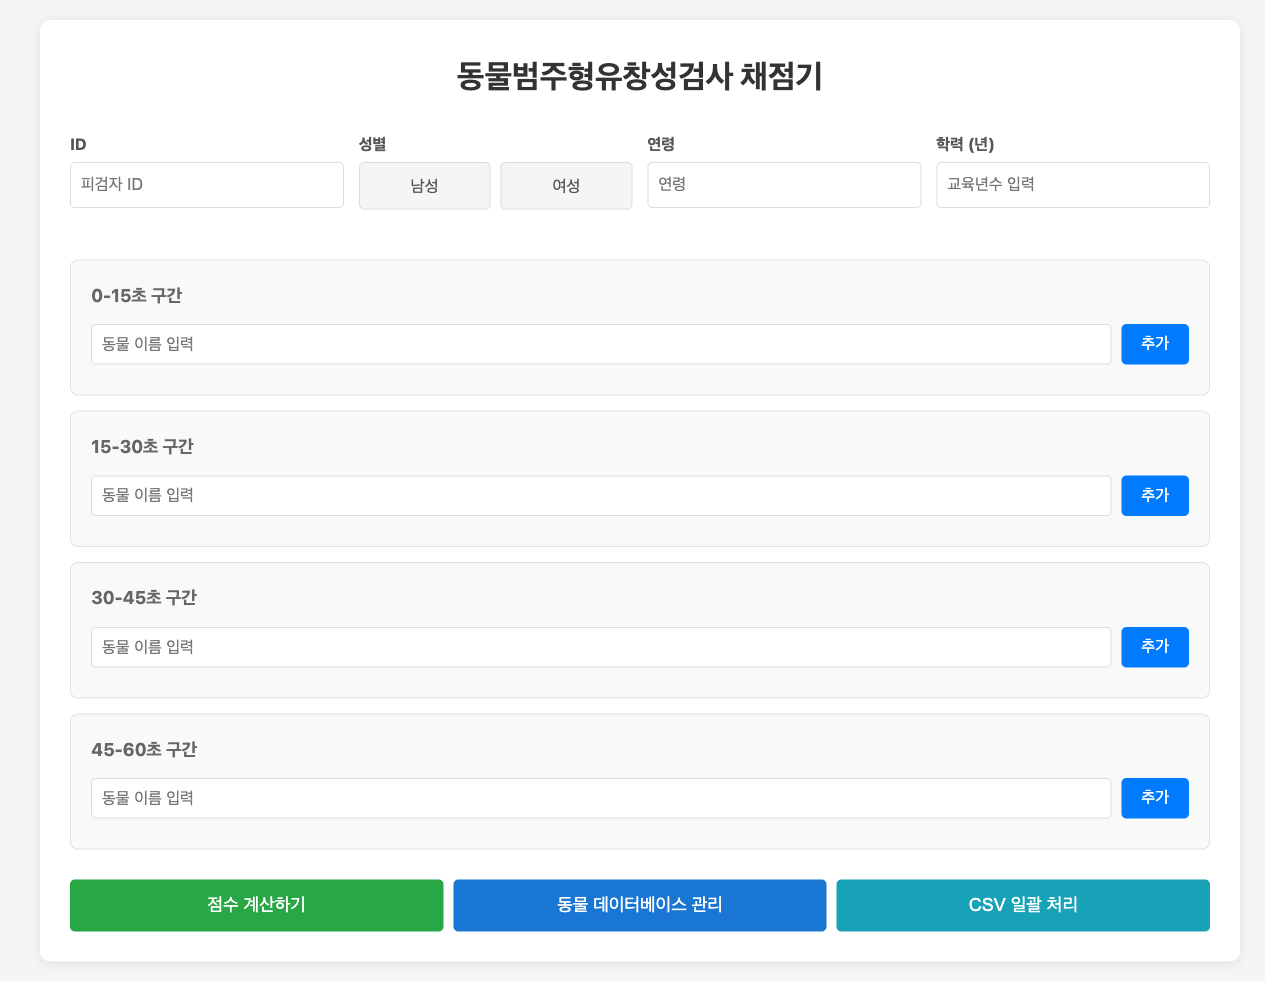 동물범주형유창성검사 채점기
ID
성별
연령
학력 (년)
피검자 ID
남성
여성
연령
교육년수 입력
0-15초 구간
동물 이름 입력
추가
15-30초 구간
동물 이름 입력
추가
30-45초 구간
동물 이름 입력
추가
45-60초 구간
동물 이름 입력
추가
점수 계산하기
동물 데이터베이스 관리
CSV 일괄 처리